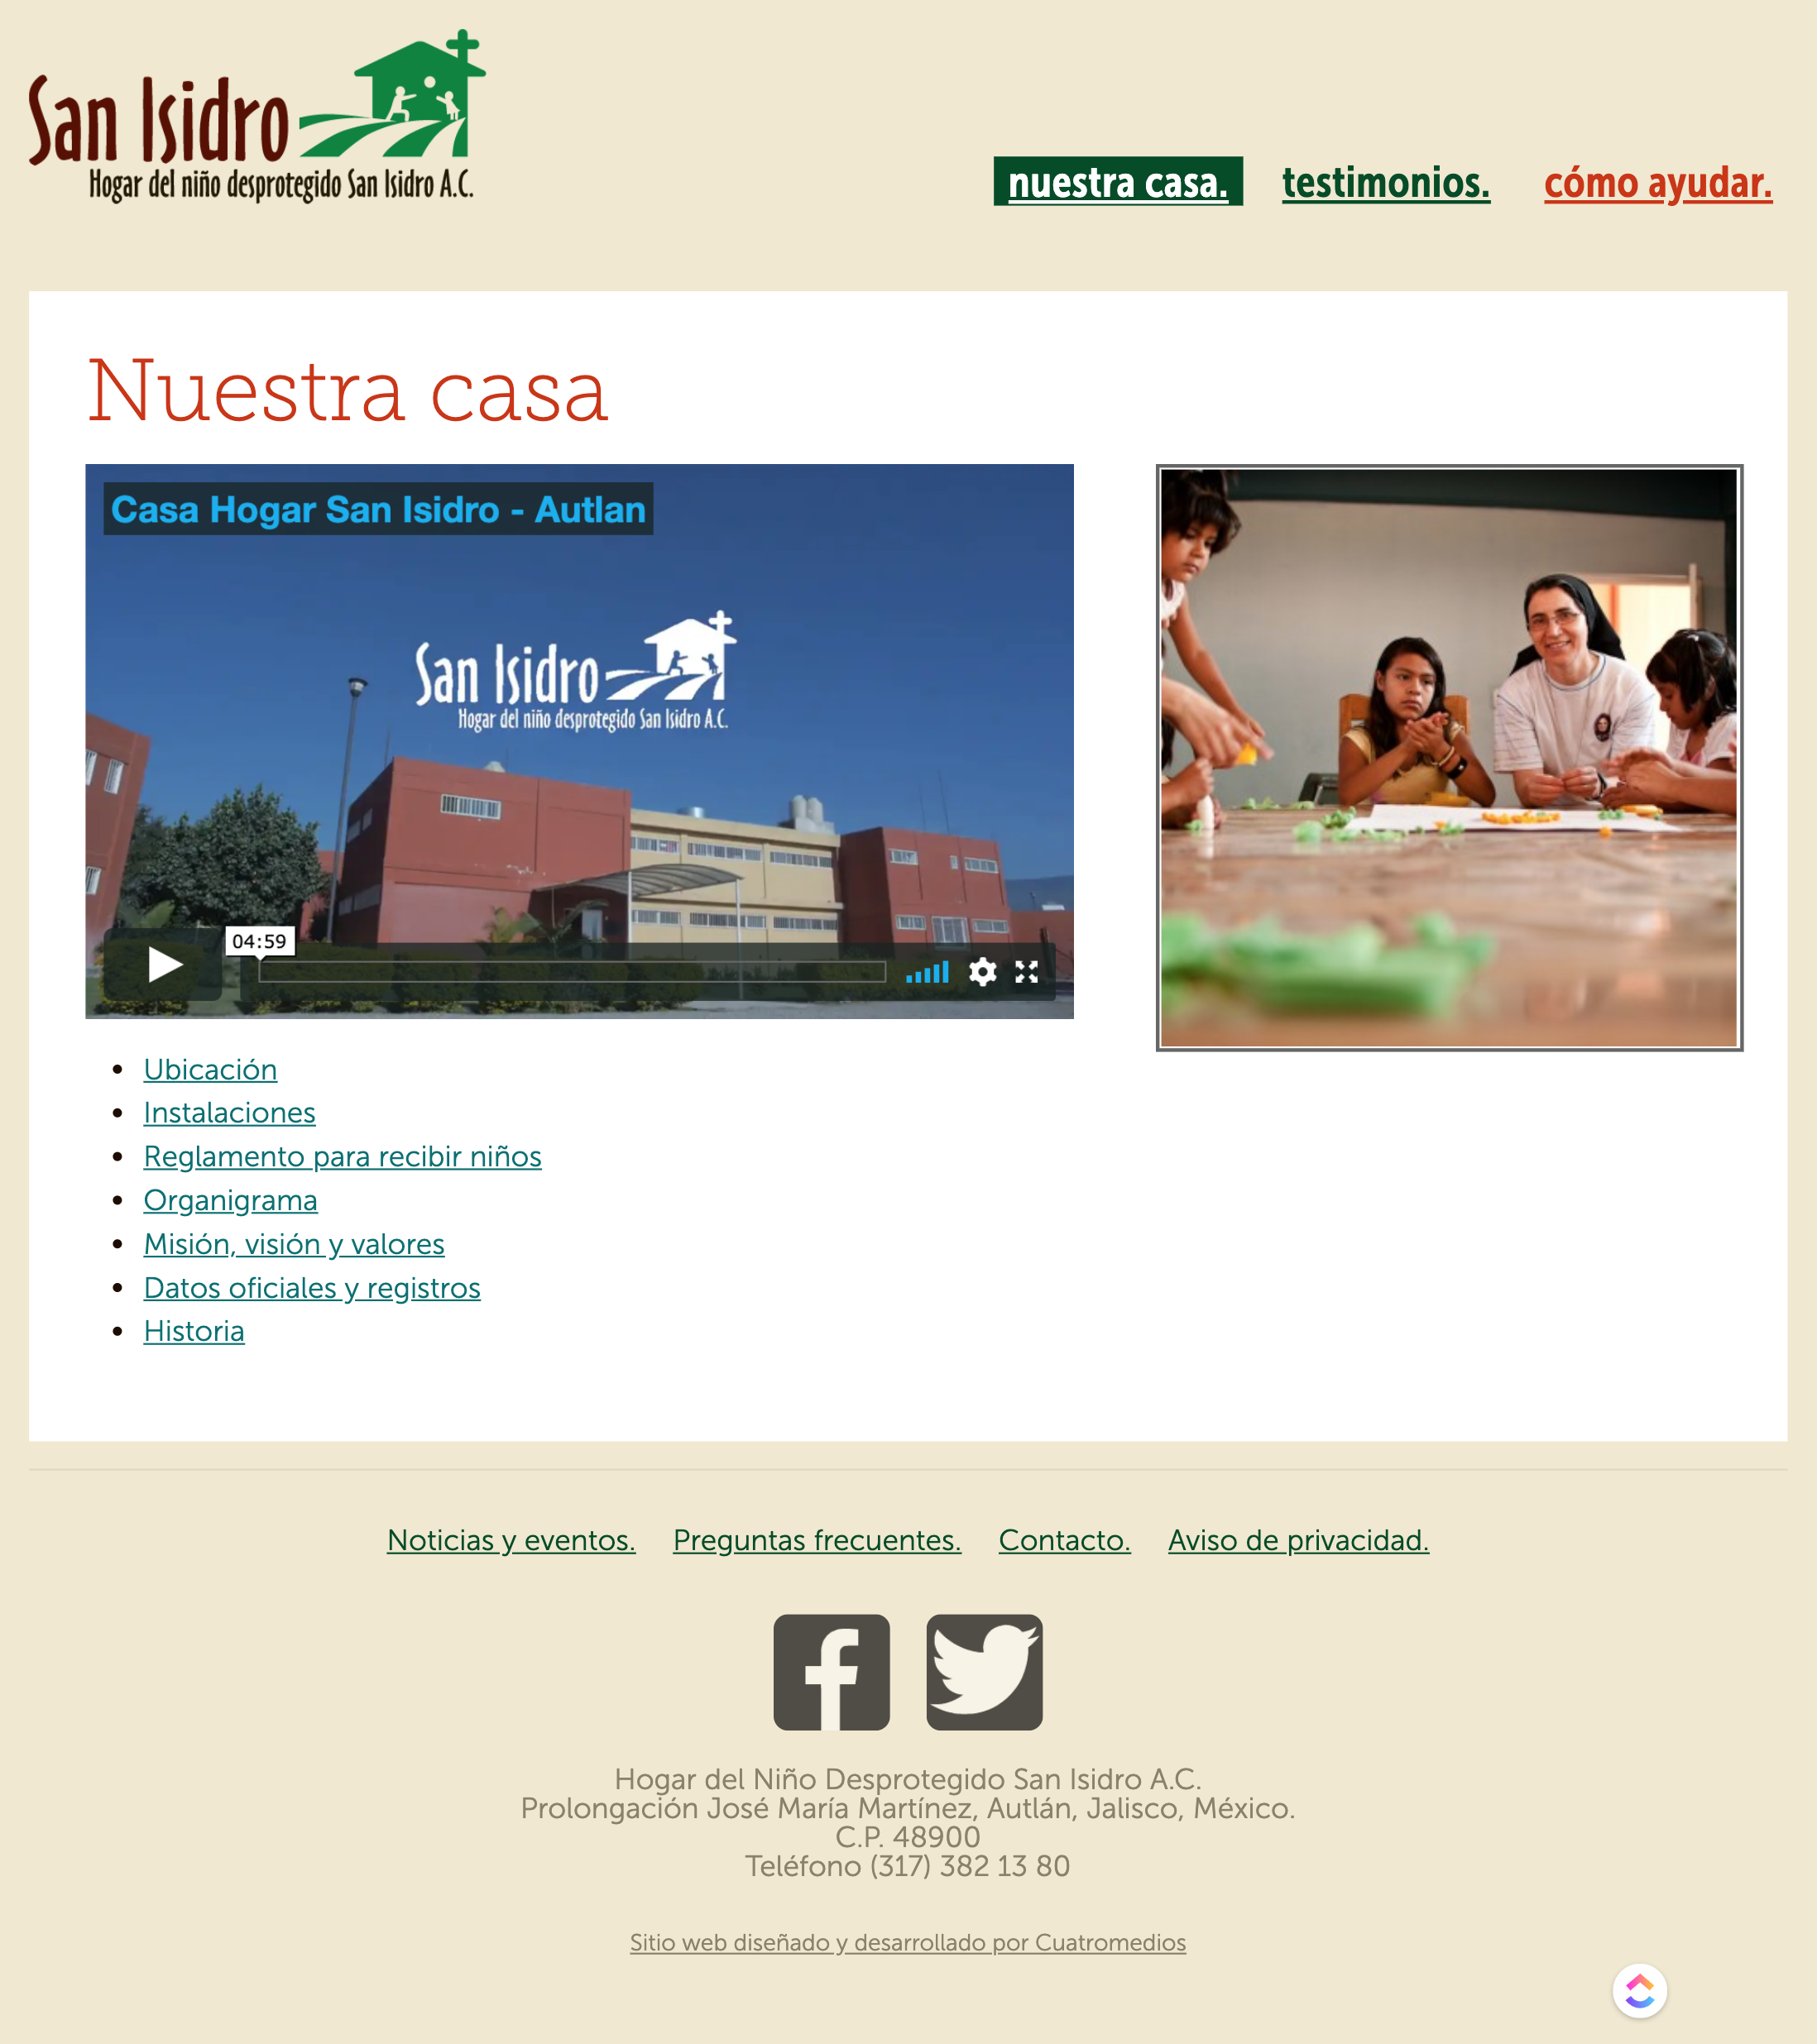 San Isidro
Hogar del niño desprotegido San Isidro A.C.
nuestra casa. testimonios. cómo ayudar.
Nuestra casa
Casa Hogar San Isidro - Autlan
San Isidro
Hogar del niño desprotegido San Isidro A.C.
04:59
Ubicación
Instalaciones
Reglamento para recibir niños
Organigrama
Misión, visión y valores
Datos oficiales y registros
Historia
Noticias y eventos. Preguntas frecuentes. Contacto. Aviso de privacidad.
Hogar del Niño Desprotegido San Isidro A.C.
Prolongación José María Martínez, Autlán, Jalisco, México.
C.P. 48900
Teléfono (317) 382 13 80
Sitio web diseñado y desarrollado por Cuatromedios